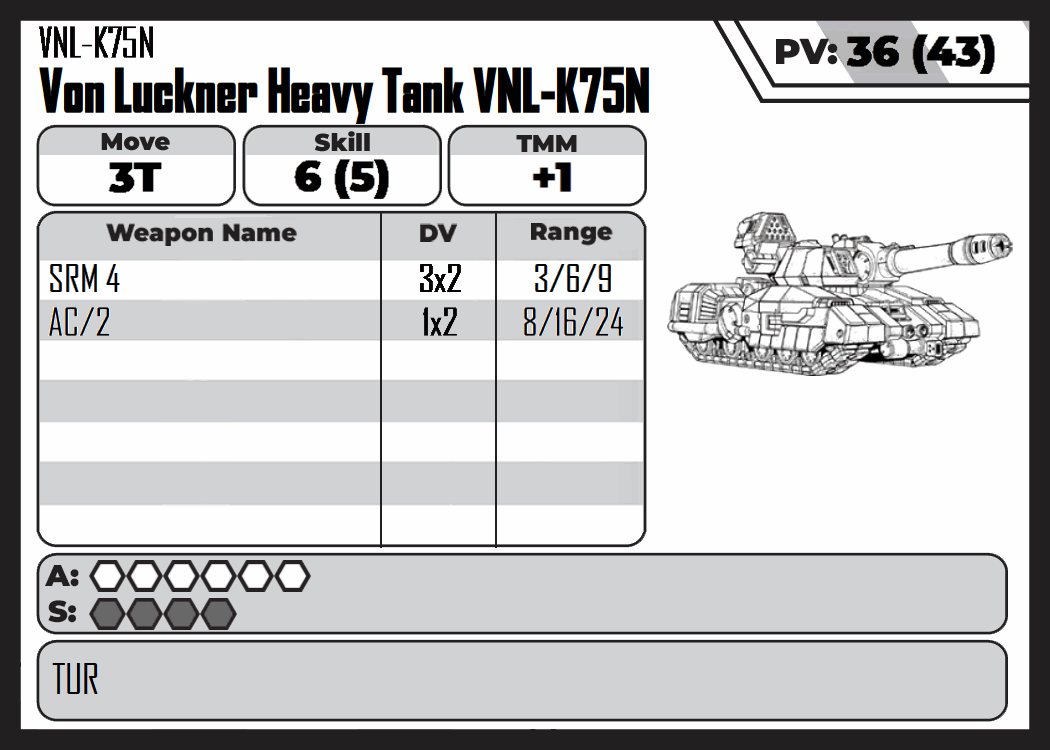 VNL-K75N
PV: 36 (43)
Von Luckner Heavy Tank VNL-K75N
Move Skill TMM
3T 6 (5) +1
Weapon Name DV Range
SRM 4 3x2 3/6/9
AC/2 1x2 8/16/24
A:
S:
TUR